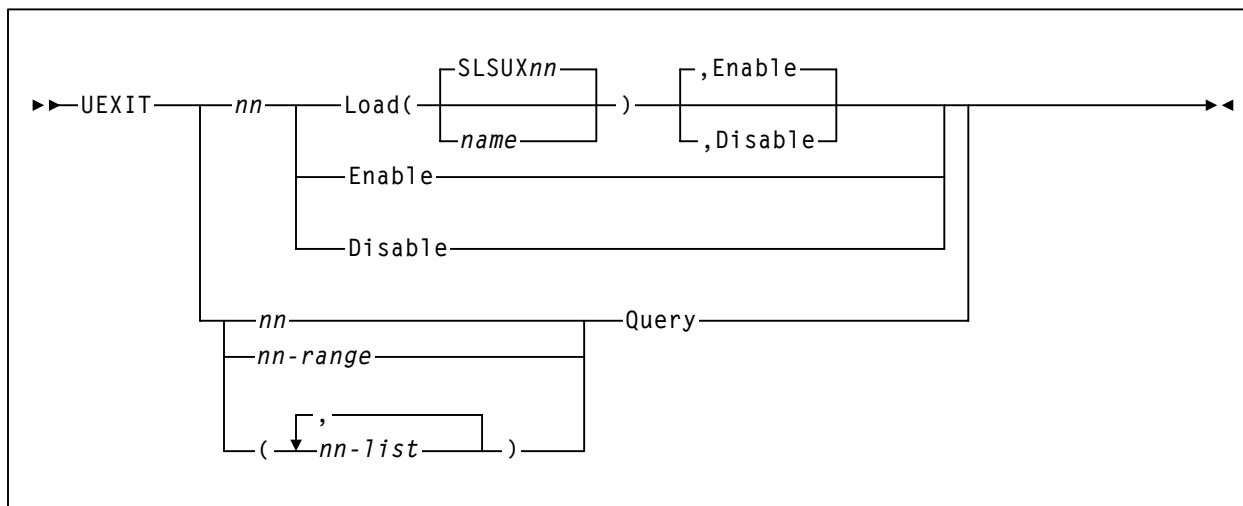 SLSUXnn ,Enable
UEXIT nn Load( )
name ,Disable
Enable
Disable
nn Query
nn-range
,
( nn-list )